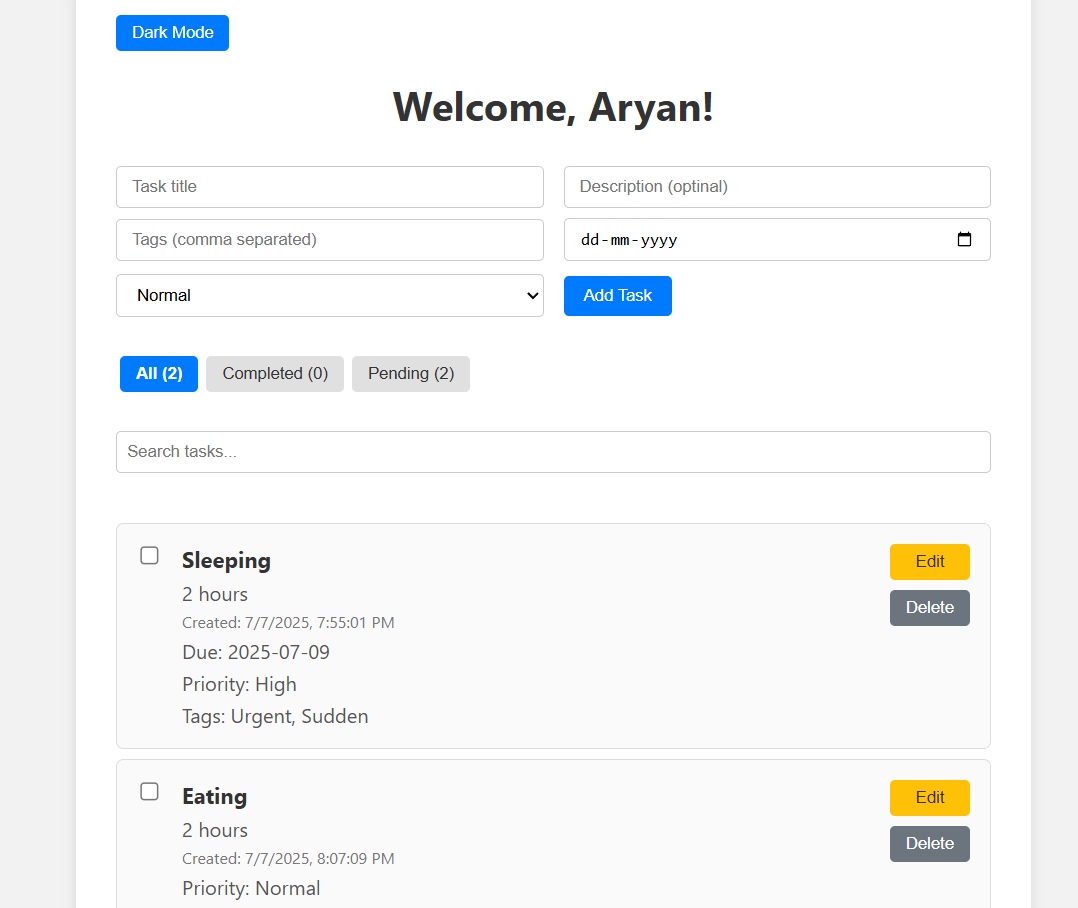 Dark Mode
Welcome, Aryan!
Task title
Description (optinal)
Tags (comma separated)
dd-mm-yyyy
Normal
Add Task
All (2)
Completed (0)
Pending (2)
Search tasks...
Sleeping
Edit
2 hours
Delete
Created: 7/7/2025, 7:55:01 PM
Due: 2025-07-09
Priority: High
Tags: Urgent, Sudden
Eating
Edit
2 hours
Delete
Created: 7/7/2025, 8:07:09 PM
Priority: Normal